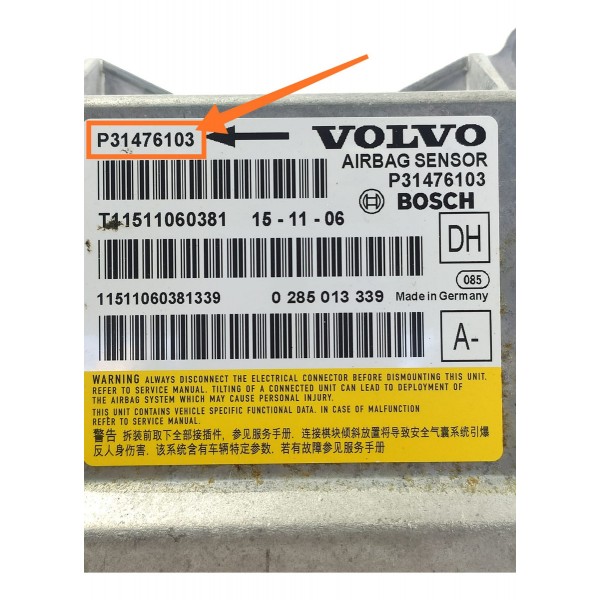 P31476103
VOLVO
AIRBAG SENSOR
P31476103
BOSCH
T11511060381 15 - 11 - 06
DH
085
11511060381339 0 285 013 339 Made in Germany
A-
WARNING ALWAYS DISCONNECT THE ELECTRICAL CONNECTOR BEFORE DISMOUNTING THIS UNIT.
REFER TO SERVICE MANUAL. TILTING OF A CONNECTED UNIT CAN LEAD TO DEPLOYMENT OF
THE AIRBAG SYSTEM WHICH MAY CAUSE PERSONAL INJURY.
THIS UNIT CONTAINS VEHICLE SPECIFIC FUNCTIONAL DATA. IN CASE OF MALFUNCTION
REFER TO SERVICE MANUAL.
警告 拆装前取下全部接插件，参见服务手册. 连接模块倾斜放置将导致安全气囊系统引爆
反人身伤害. 该系统含有车辆特定参数. 若有故障参见服务手册